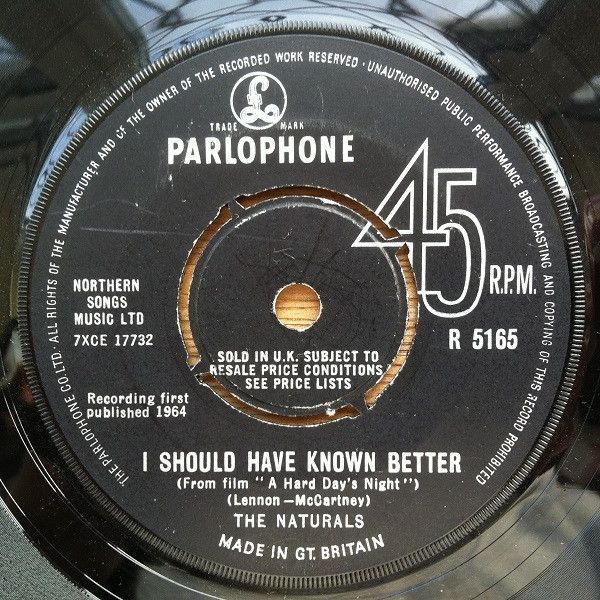 THE PARLOPHONE CO. LTD · ALL RIGHTS OF THE MANUFACTURER AND OF THE OWNER OF THE RECORDED WORK RESERVED · UNAUTHORISED PUBLIC PERFORMANCE BROADCASTING AND COPYING OF THIS RECORD PROHIBITED
£
TRADE MARK
PARLOPHONE
45
R.P.M.
NORTHERN
SONGS
MUSIC LTD
7XCE 17732
R 5165
SOLD IN U.K. SUBJECT TO
RESALE PRICE CONDITIONS,
SEE PRICE LISTS
Recording first
published 1964
I SHOULD HAVE KNOWN BETTER
(From film "A Hard Day's Night")
(Lennon—McCartney)
THE NATURALS
MADE IN GT. BRITAIN